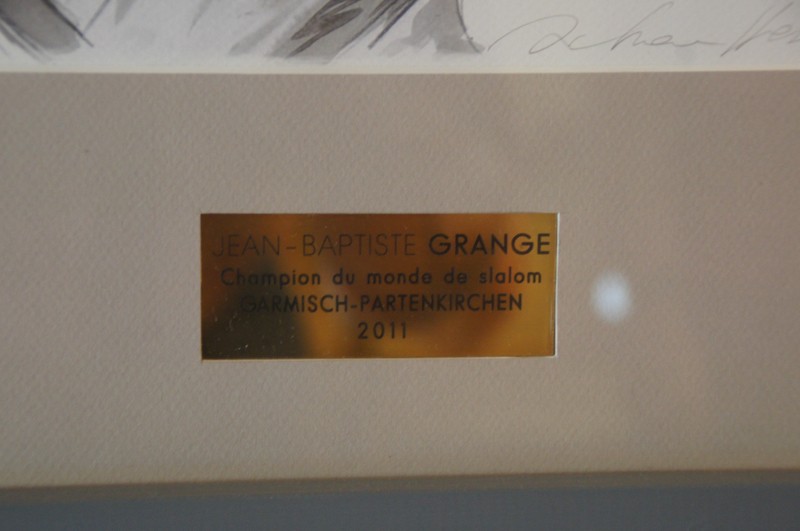 JEAN-BAPTISTE GRANGE
Champion du monde de slalom
GARMISCH-PARTENKIRCHEN
2011